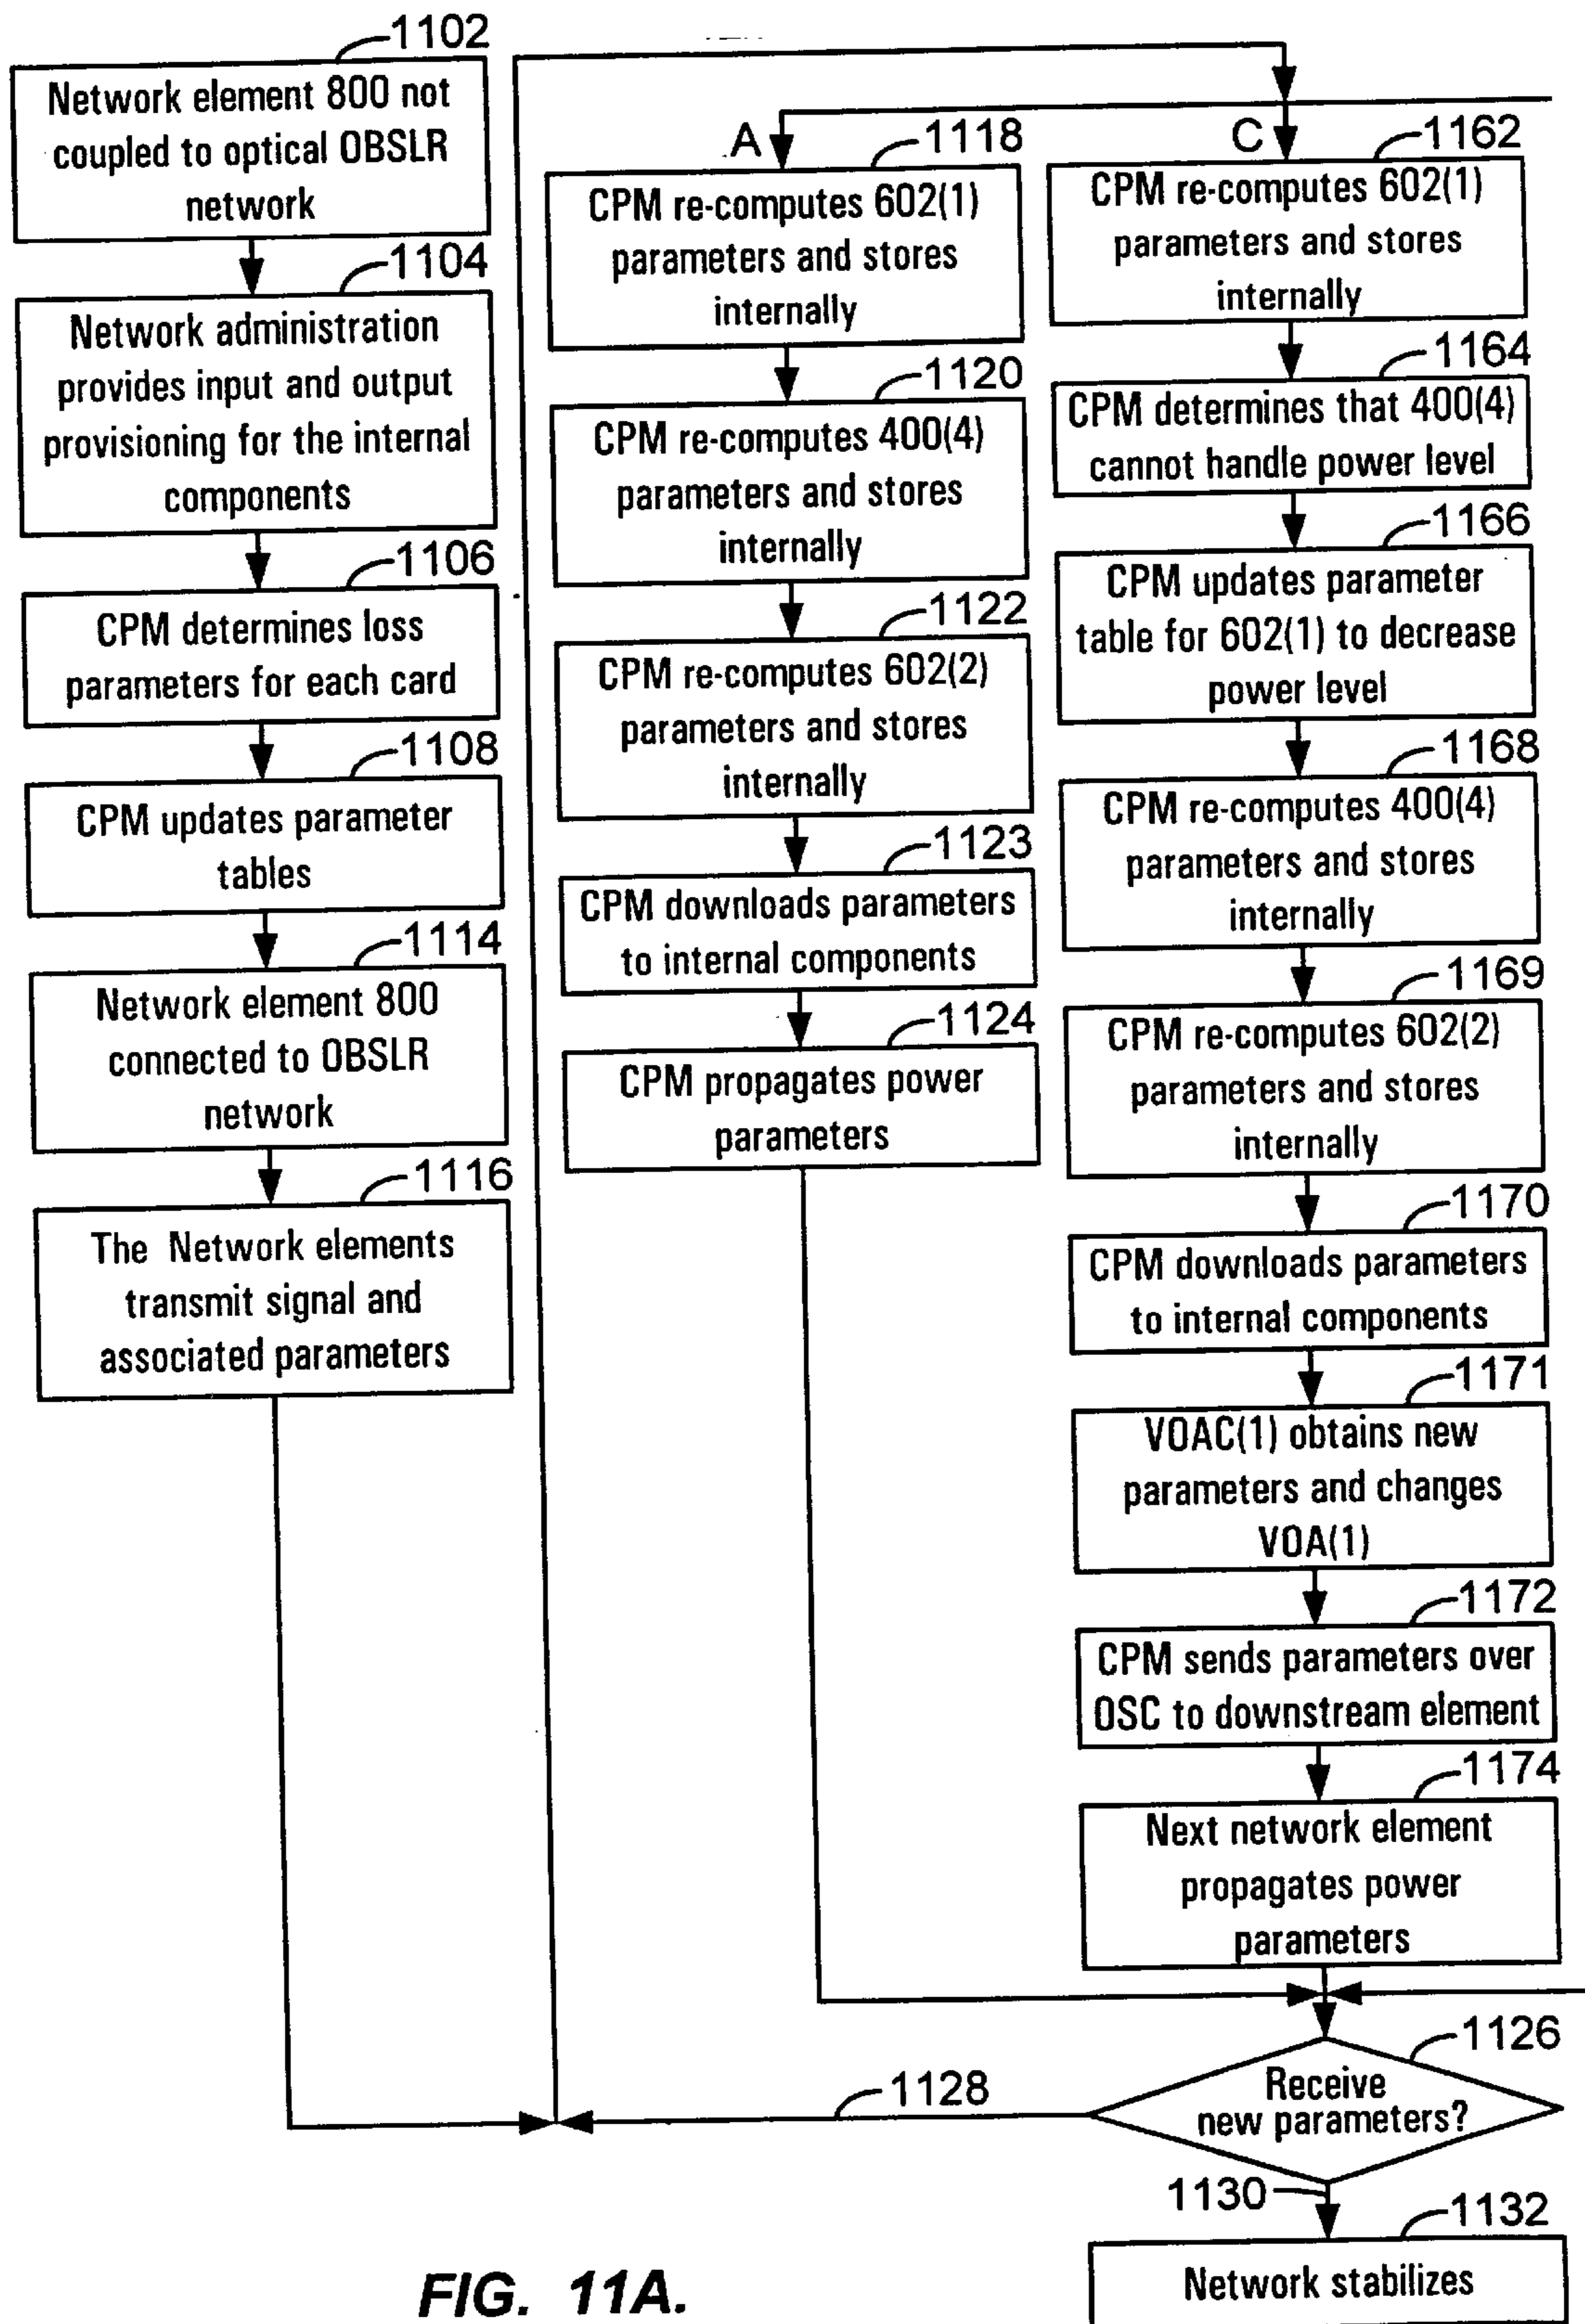 1102
Network element 800 not
coupled to optical OBSLR
network
1104
Network administration
provides input and output
provisioning for the internal
components
1106
CPM determines loss
parameters for each card
1108
CPM updates parameter
tables
1114
Network element 800
connected to OBSLR
network
1116
The Network elements
transmit signal and
associated parameters
A
1118
CPM re-computes 602(1)
parameters and stores
internally
1120
CPM re-computes 400(4)
parameters and stores
internally
1122
CPM re-computes 602(2)
parameters and stores
internally
1123
CPM downloads parameters
to internal components
1124
CPM propagates power
parameters
C
1162
CPM re-computes 602(1)
parameters and stores
internally
1164
CPM determines that 400(4)
cannot handle power level
1166
CPM updates parameter
table for 602(1) to decrease
power level
1168
CPM re-computes 400(4)
parameters and stores
internally
1169
CPM re-computes 602(2)
parameters and stores
internally
1170
CPM downloads parameters
to internal components
1171
VOAC(1) obtains new
parameters and changes
VOA(1)
1172
CPM sends parameters over
OSC to downstream element
1174
Next network element
propagates power
parameters
1126
Receive
new parameters?
1128
1130
1132
Network stabilizes
FIG. 11A.